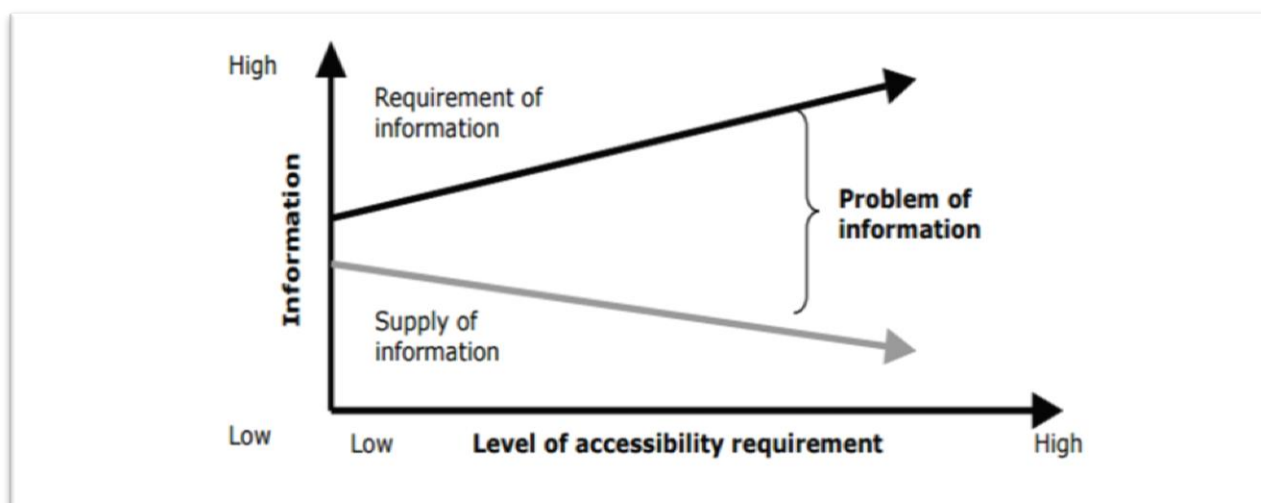 High
Requirement of
information
Information
Problem of
information
Supply of
information
Low
Low
Level of accessibility requirement
High